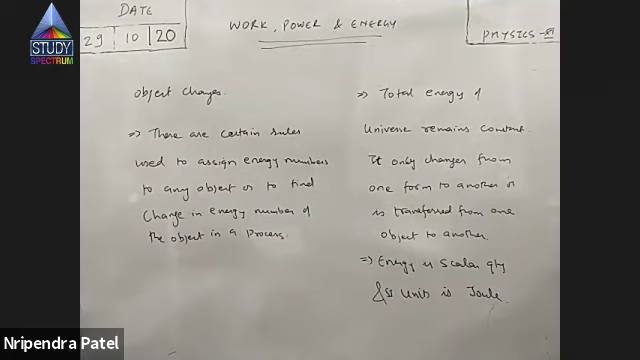 DATE
29 10 20
WORK, POWER & ENERGY
PHYSICS-
STUDY
SPECTRUM
object changes.
⇒ There are certain rules
used to assign energy numbers
to any object or to find
Change in energy number of
the object in a process.
⇒ Total energy of
Universe remains constant.
It only changes from
one form to another or
is transferred from one
object to another.
⇒ Energy is scalar qty
& SI Unit is Joule.
Nripendra Patel